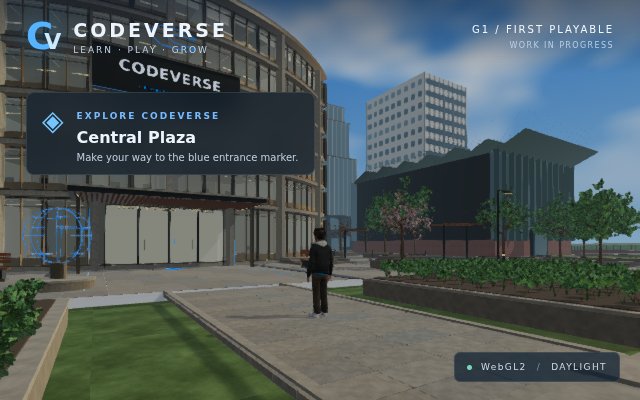 Cv CODEVERSE
LEARN · PLAY · GROW
G1 / FIRST PLAYABLE
WORK IN PROGRESS
CODEVERSE
EXPLORE CODEVERSE
Central Plaza
Make your way to the blue entrance marker.
WebGL2 / DAYLIGHT